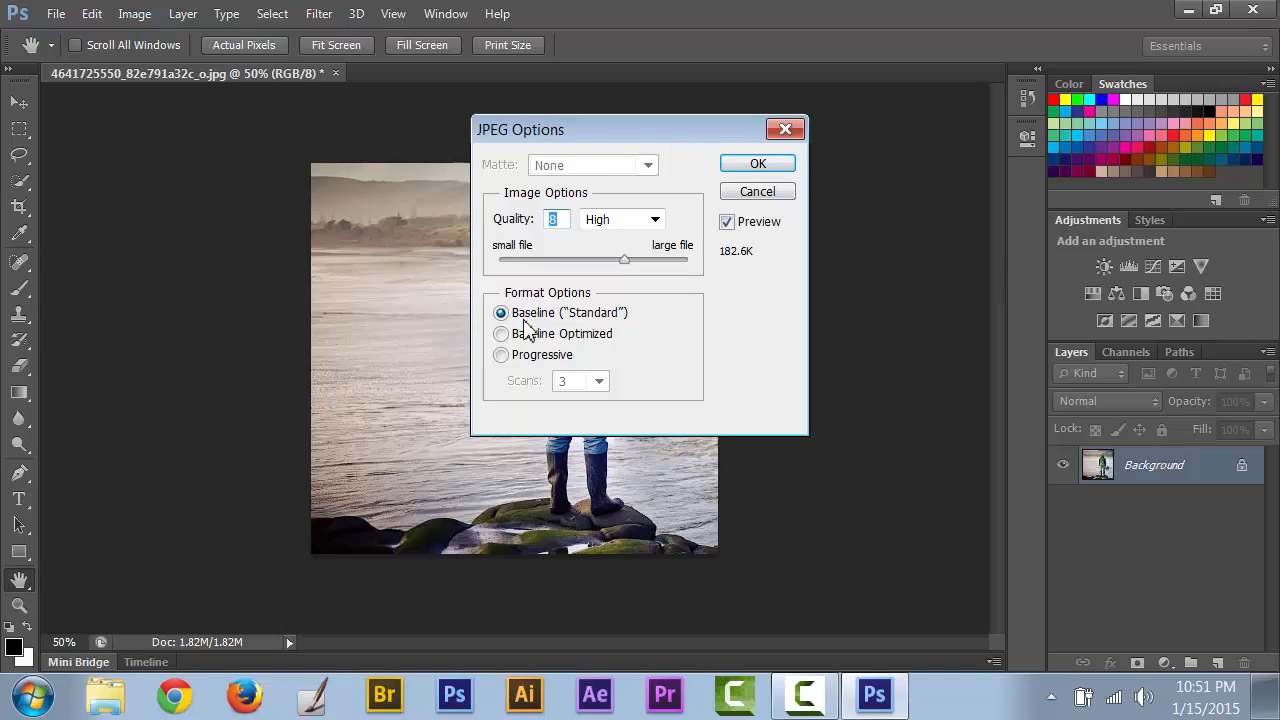 Ps File Edit Image Layer Type Select Filter 3D View Window Help
Scroll All Windows Actual Pixels Fit Screen Fill Screen Print Size Essentials
4641725550_82e791a32c_o.jpg @ 50% (RGB/8) * ×
Color Swatches
JPEG Options
Matte: None OK
Image Options Cancel
Quality: 8 High Preview
small file large file 182.6K
Format Options
Baseline (“Standard”)
Baseline Optimized
Progressive
Scans: 3
Adjustments Styles
Add an adjustment
Layers Channels Paths
Kind
Normal Opacity: 100%
Lock: Fill: 100%
Background
50% Doc: 1.82M/1.82M
Mini Bridge Timeline
Br Ps Ai Ae Pr C C Ps
10:51 PM
1/15/2015